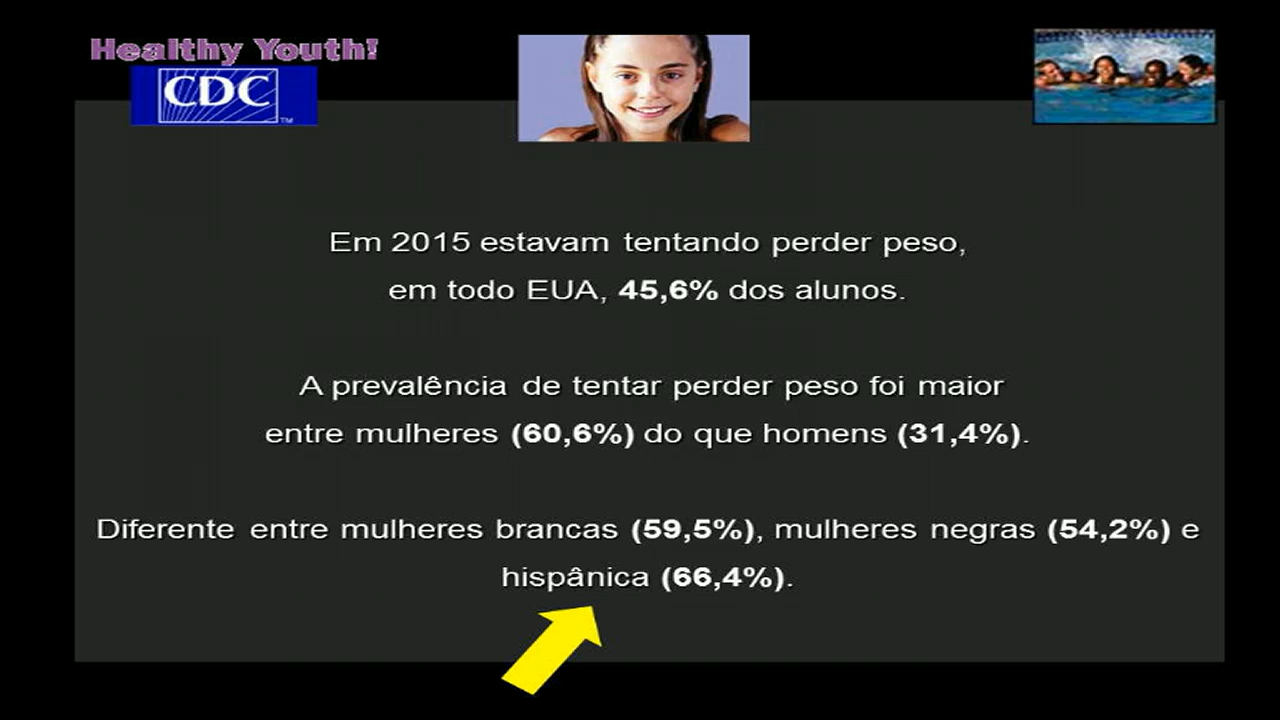 Healthy Youth!
CDC
TM
Em 2015 estavam tentando perder peso,
em todo EUA, 45,6% dos alunos.
A prevalência de tentar perder peso foi maior
entre mulheres (60,6%) do que homens (31,4%).
Diferente entre mulheres brancas (59,5%), mulheres negras (54,2%) e
hispânica (66,4%).